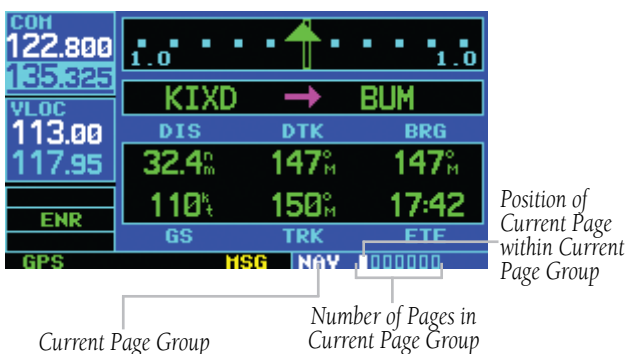 COM
122.800
135.325
VLOC
113.00
117.95
ENR
GPS
1.0 1.0
KIXD → BUM
DIS DTK BRG
32.4nm 147°M 147°M
110kt 150°M 17:42
GS TRK ETE
MSG NAV
Position of
Current Page
within Current
Page Group
Number of Pages in
Current Page Group
Current Page Group